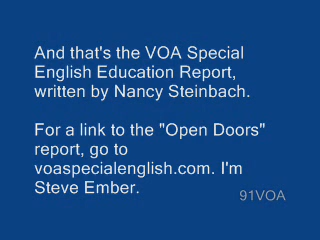 And that's the VOA Special
English Education Report,
written by Nancy Steinbach.
For a link to the "Open Doors"
report, go to
voaspecialenglish.com. I'm
Steve Ember.
91VOA